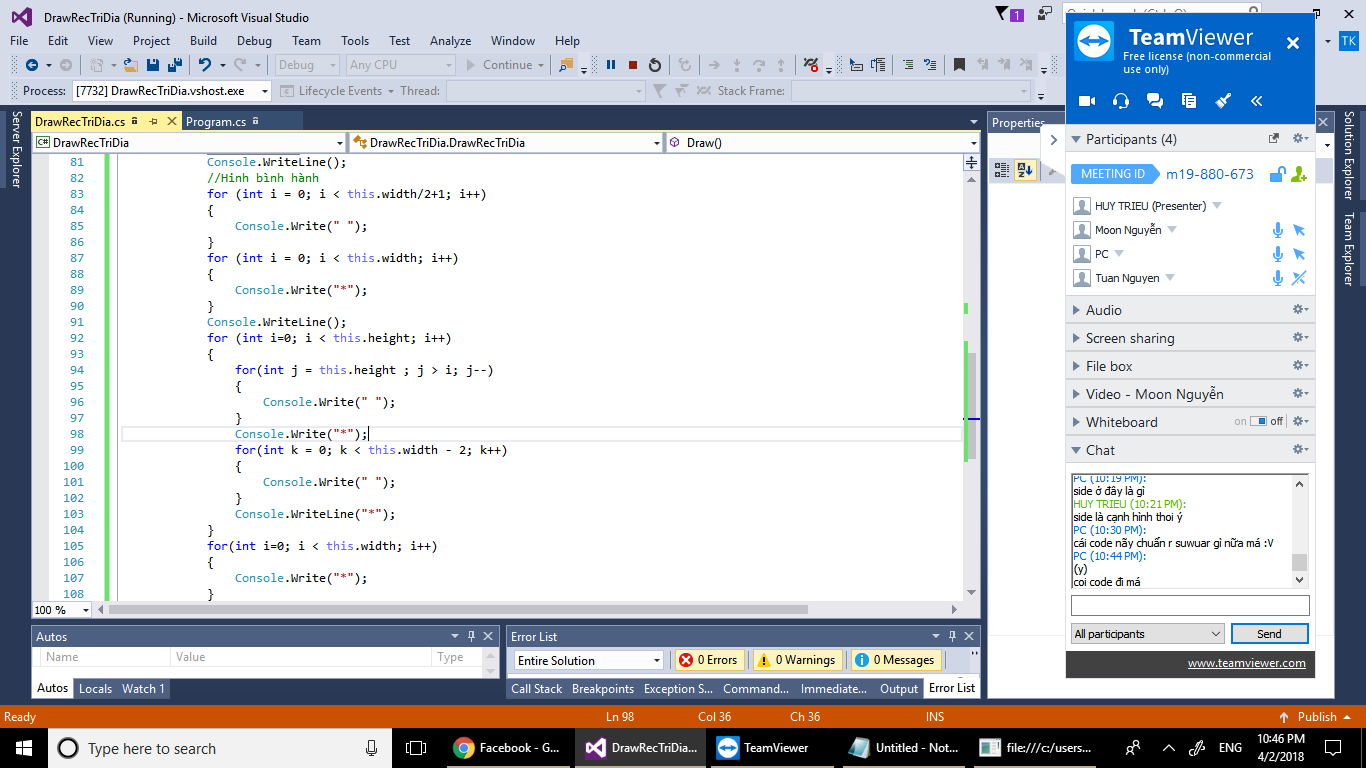 DrawRecTriDia (Running) - Microsoft Visual Studio
1
File Edit View Project Build Debug Team Tools Test Analyze Window Help
TK
Debug Any CPU Continue
Process: [7732] DrawRecTriDia.vshost.exe Lifecycle Events Thread: Stack Frame:
Server Explorer
DrawRecTriDia.cs Program.cs
DrawRecTriDia DrawRecTriDia.DrawRecTriDia Draw()
81 Console.WriteLine();
82 //Hình bình hành
83 for (int i = 0; i < this.width/2+1; i++)
84 {
85 Console.Write(" ");
86 }
87 for (int i = 0; i < this.width; i++)
88 {
89 Console.Write("*");
90 }
91 Console.WriteLine();
92 for (int i=0; i < this.height; i++)
93 {
94 for(int j = this.height ; j > i; j--)
95 {
96 Console.Write(" ");
97 }
98 Console.Write("*");
99 for(int k = 0; k < this.width - 2; k++)
100 {
101 Console.Write(" ");
102 }
103 Console.WriteLine("*");
104 }
105 for(int i=0; i < this.width; i++)
106 {
107 Console.Write("*");
108 }
100 %
Autos
Name Value Type
Autos Locals Watch 1
Error List
Entire Solution 0 Errors 0 Warnings 0 Messages
Call Stack Breakpoints Exception S... Command... Immediate... Output Error List
Properties
Solution Explorer
Team Explorer
TeamViewer
Free license (non-commercial
use only)
Participants (4)
MEETING ID m19-880-673
HUY TRIEU (Presenter)
Moon Nguyễn
PC
Tuan Nguyen
Audio
Screen sharing
File box
Video - Moon Nguyễn
Whiteboard on off
Chat
PC (10:19 PM):
side ở đây là gì
HUY TRIEU (10:21 PM):
side là cạnh hình thoi ý
PC (10:30 PM):
cái code nãy chuẩn r suwuar gì nữa má :V
PC (10:44 PM):
(y)
coi code đi má
All participants Send
www.teamviewer.com
Ready Ln 98 Col 36 Ch 36 INS Publish
Type here to search Facebook - G... DrawRecTriDia... TeamViewer Untitled - Not... file:///c:/users... ENG 10:46 PM
4/2/2018